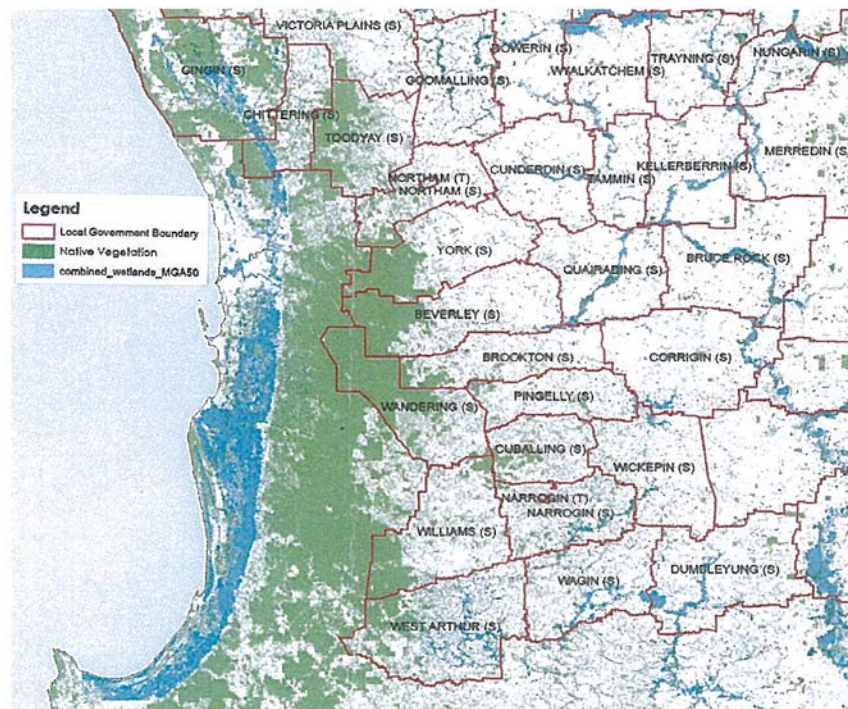 VICTORIA PLAINS (S)
DOWERIN (S)
GINGIN (S)
GOOMALLING (S)
WYALKATCHEM (S)
TRAYNING (S)
NUNGARIN (S)
CHITTERING (S)
TOODYAY (S)
MERREDIN (S)
NORTHAM (T)
NORTHAM (S)
CUNDERDIN (S)
TAMMIN (S)
KELLERBERRIN (S)
Legend
Local Government Boundary
Native Vegetation
combined_wetlands_MGA50
YORK (S)
QUAIRADING (S)
BRUCE ROCK (S)
BEVERLEY (S)
BROOKTON (S)
CORRIGIN (S)
PINGELLY (S)
WANDERING (S)
CUBALLING (S)
WICKEPIN (S)
NARROGIN (T)
NARROGIN (S)
WILLIAMS (S)
WAGIN (S)
DUMBLEYUNG (S)
WEST ARTHUR (S)